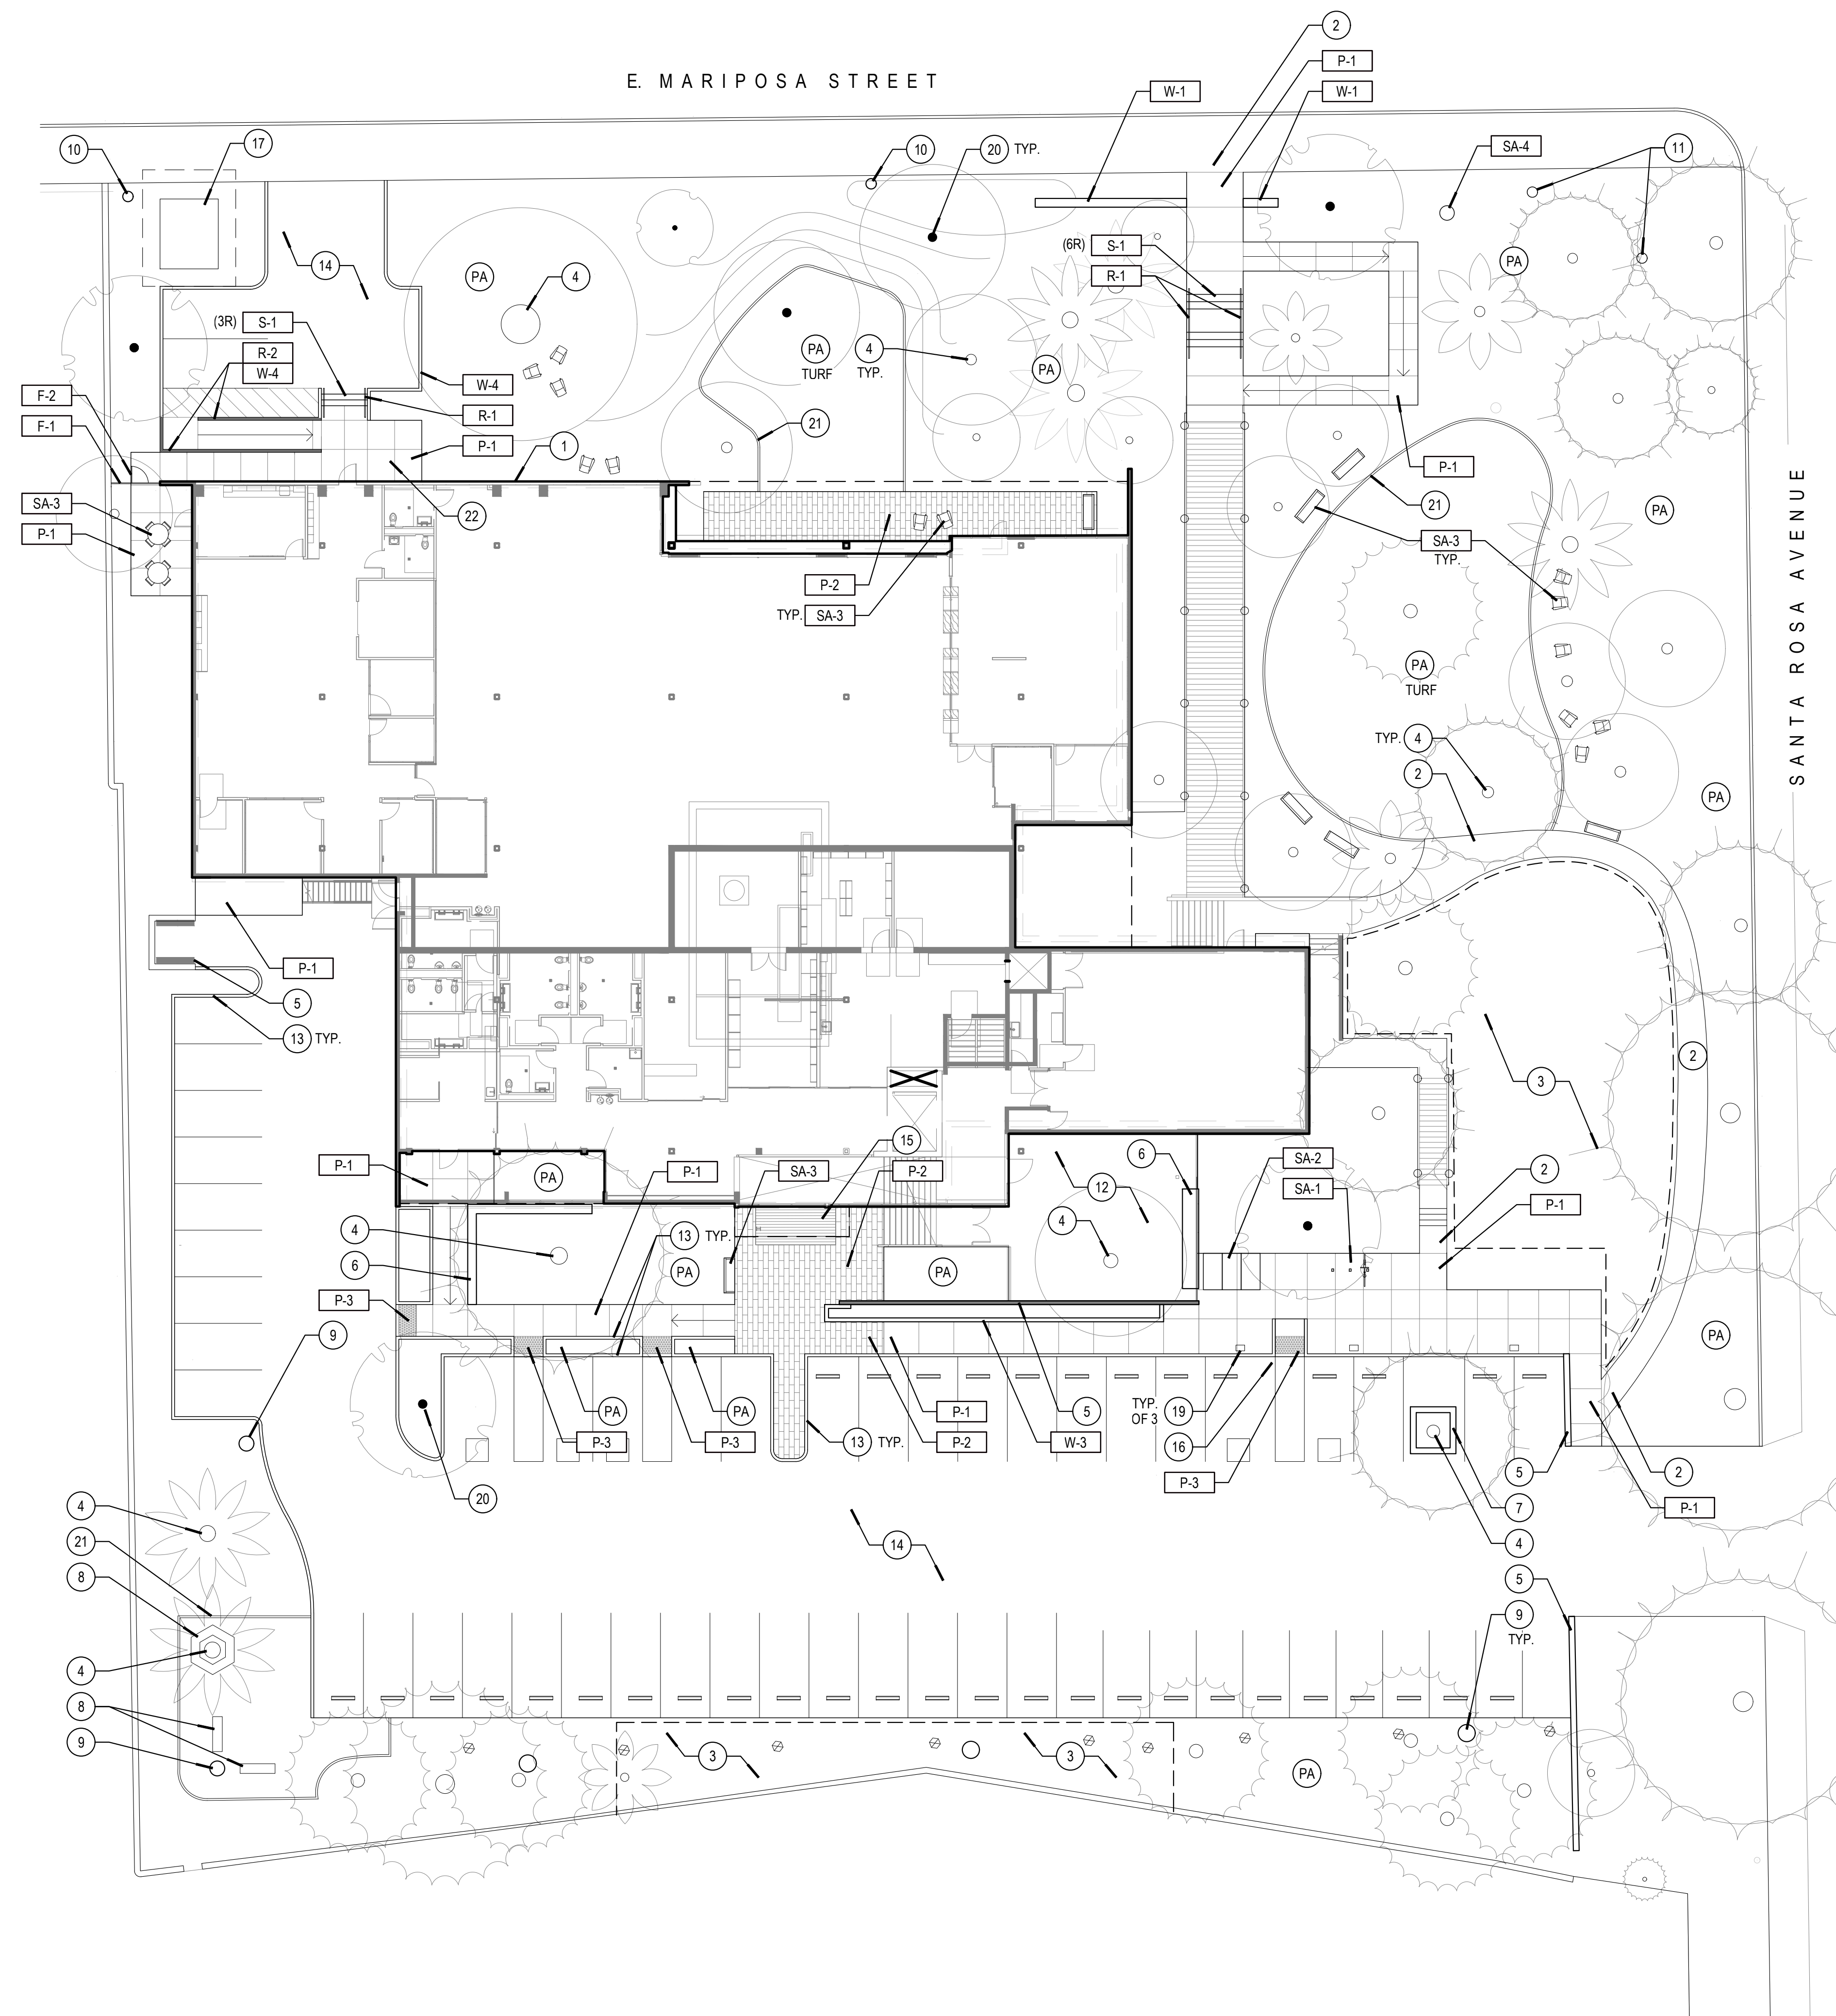 2
P-1
E. MARIPOSA STREET
W-1
W-1
10
17
10
20 TYP.
SA-4
11
14
PA
4
(6R) S-1
R-1
PA
(3R) S-1
R-2
W-4
PA
TURF
4
TYP.
PA
W-4
F-2
R-1
F-1
P-1
1
21
P-1
SA-3
22
21
PA
P-1
SA-3
TYP.
P-2
TYP. SA-3
SANTA ROSA AVENUE
PA
TURF
TYP. 4
2
PA
P-1
5
13 TYP.
2
3
15
P-1
PA
P-1
SA-3
P-2
6
SA-2
2
12
SA-1
P-1
4
4
13 TYP.
6
PA
PA
P-3
9
PA
TYP.
OF 3
PA
PA
P-1
5
19
P-3
P-3
13 TYP.
P-2
W-3
16
5
2
P-3
20
4
7
P-1
21
14
4
8
5
9
TYP.
4
8
9
3
3
PA